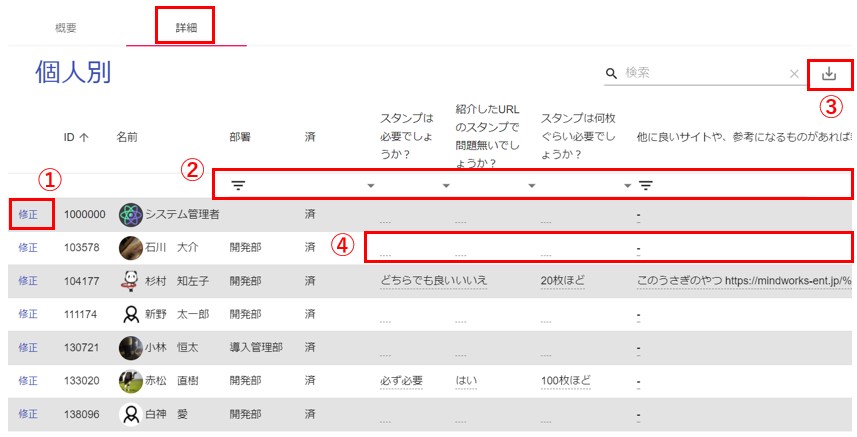 概要 詳細
個人別
検索
③
ID 名前 部署 済
スタンプは
必要でしょ
うか?
紹介したURL
のスタンプで
問題無いでし
ょうか?
スタンプは何枚
ぐらい必要でし
ょうか?
他に良いサイトや、参考になるものがあれば
②
①
修正 1000000 システム管理者 済 .... .... .... -
修正 103578 石川 大介 開発部 済 ④ .... .... .... -
修正 104177 杉村 知左子 開発部 済 どちらでも良い いいえ 20枚ほど このうさぎのやつ https://mindworks-ent.jp/%
修正 111174 新野 太一郎 開発部 済 .... .... .... -
修正 130721 小林 恒太 導入管理部 済 .... .... .... -
修正 133020 赤松 直樹 開発部 済 必ず必要 はい 100枚ほど -
修正 138096 白神 愛 開発部 済 .... .... .... -